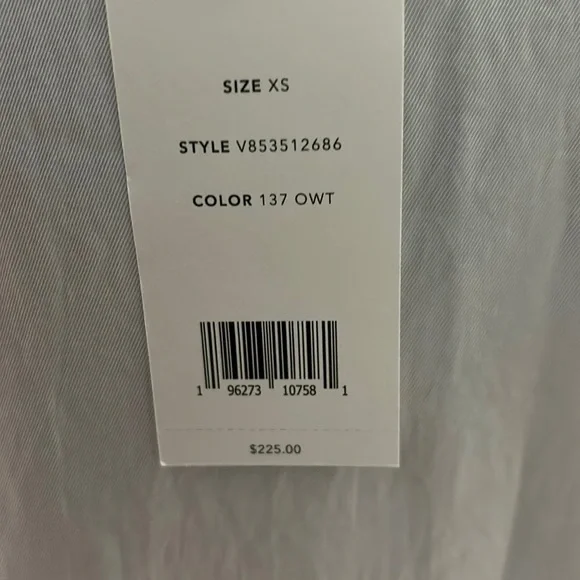 SIZE XS
STYLE V853512686
COLOR 137 OWT
1 96273 10758 1
$225.00